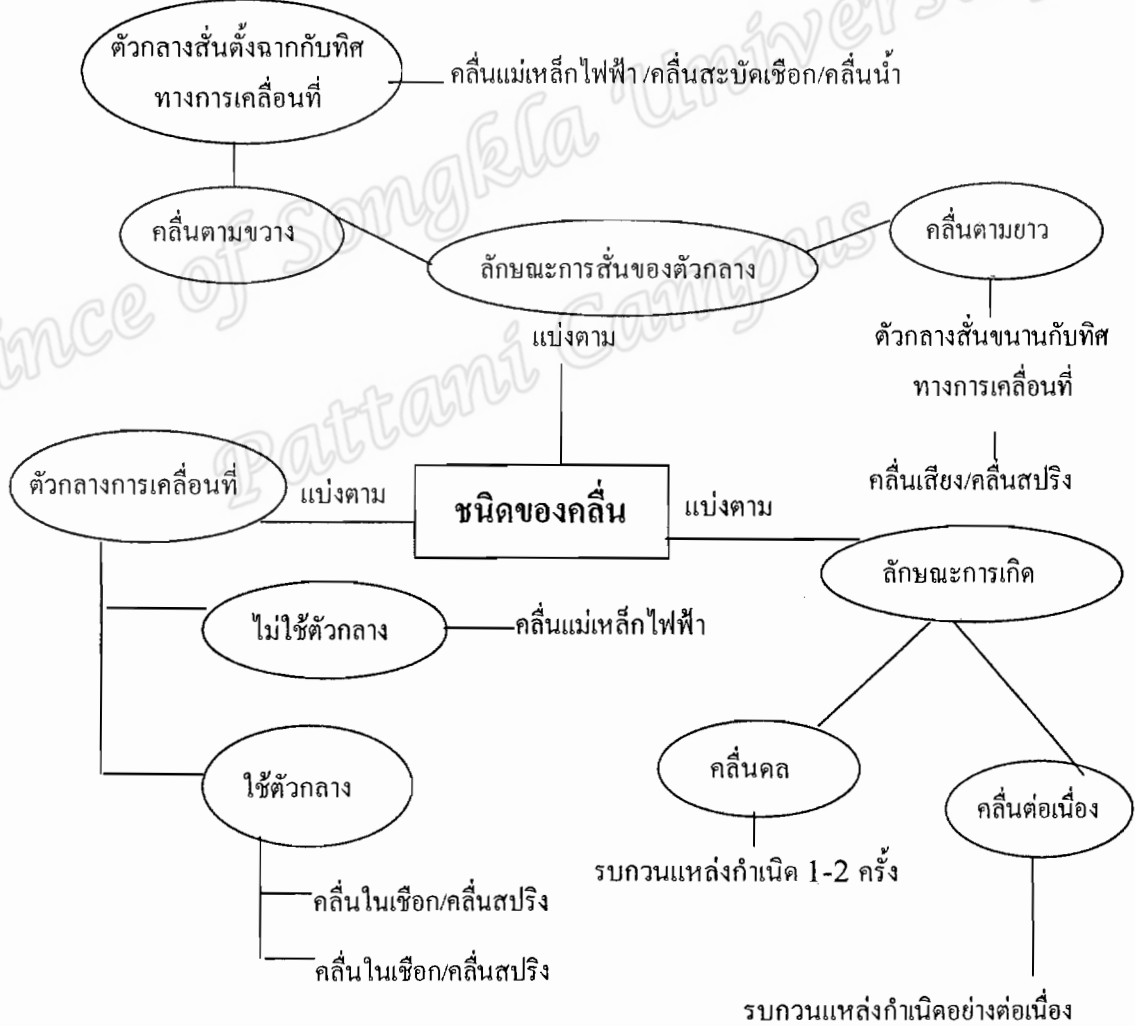 ตัวกลางสั่นตั้งฉากกับทิศ
ทางการเคลื่อนที่
คลื่นแม่เหล็กไฟฟ้า /คลื่นสะบัดเชือก/คลื่นน้ำ
คลื่นตามขวาง
ลักษณะการสั่นของตัวกลาง
คลื่นตามยาว
แบ่งตาม
ตัวกลางสั่นขนานกับทิศ
ทางการเคลื่อนที่
คลื่นเสียง/คลื่นสปริง
ตัวกลางการเคลื่อนที่
แบ่งตาม
ชนิดของคลื่น
แบ่งตาม
ลักษณะการเกิด
ไม่ใช้ตัวกลาง
คลื่นแม่เหล็กไฟฟ้า
ใช้ตัวกลาง
คลื่นดล
คลื่นต่อเนื่อง
รบกวนแหล่งกำเนิด 1-2 ครั้ง
คลื่นในเชือก/คลื่นสปริง
คลื่นในเชือก/คลื่นสปริง
รบกวนแหล่งกำเนิดอย่างต่อเนื่อง
Prince of Songkla University
Pattani Campus